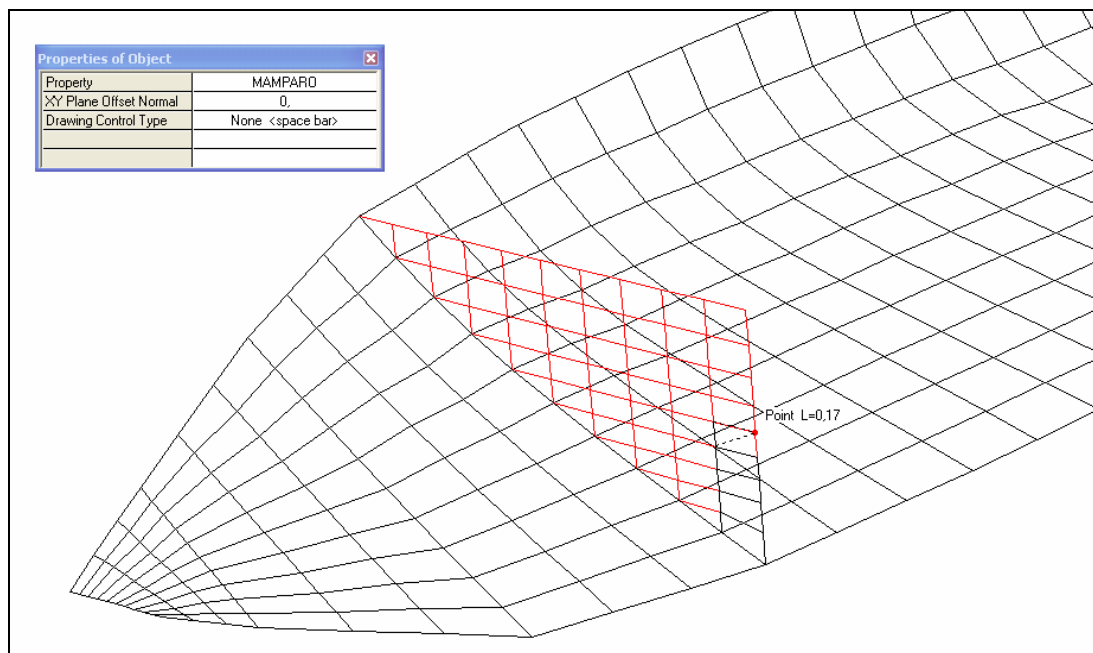 Properties of Object
Property MAMPARO
XY Plane Offset Normal 0,
Drawing Control Type None <space bar>
Point L=0,17